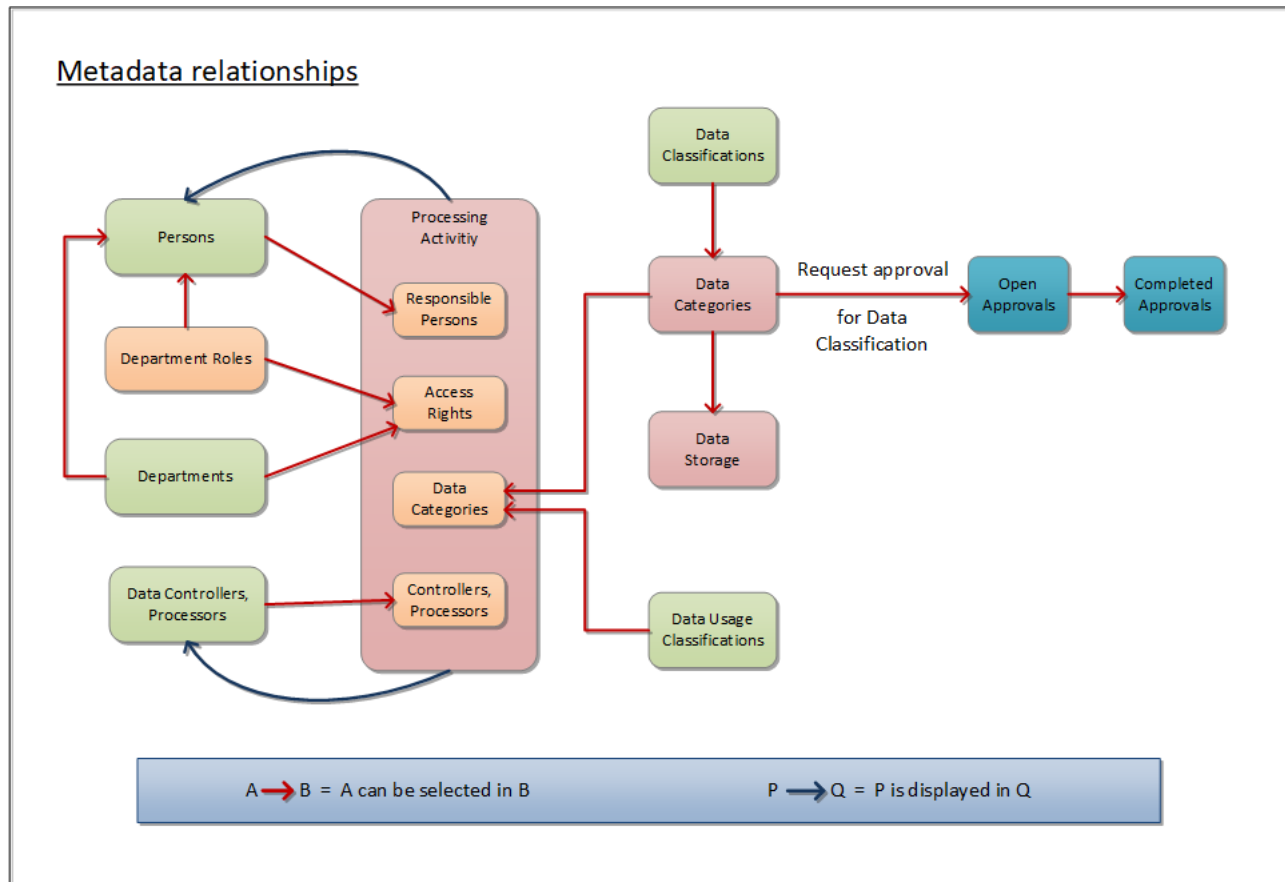 Metadata relationships
Data
Classifications
Persons
Processing
Activitiy
Responsible
Persons
Data
Categories
Request approval
for Data
Classification
Open
Approvals
Completed
Approvals
Department Roles
Access
Rights
Data
Storage
Departments
Data
Categories
Data Controllers,
Processors
Controllers,
Processors
Data Usage
Classifications
A B = A can be selected in B
P Q = P is displayed in Q